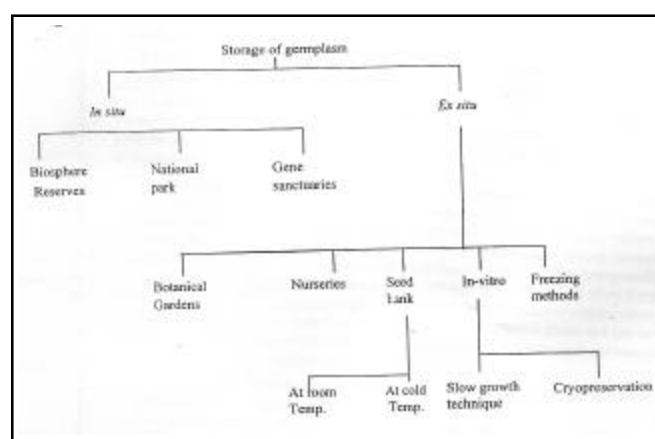 Storage of germplasm
In situ
Ex situ
Biosphere
Reserves
National
park
Gene
sanctuaries
Botanical
Gardens
Nurseries
Seed
bank
In-vitro
Freezing
methods
At room
Temp.
At cold
Temp.
Slow growth
technique
Cryopreservation